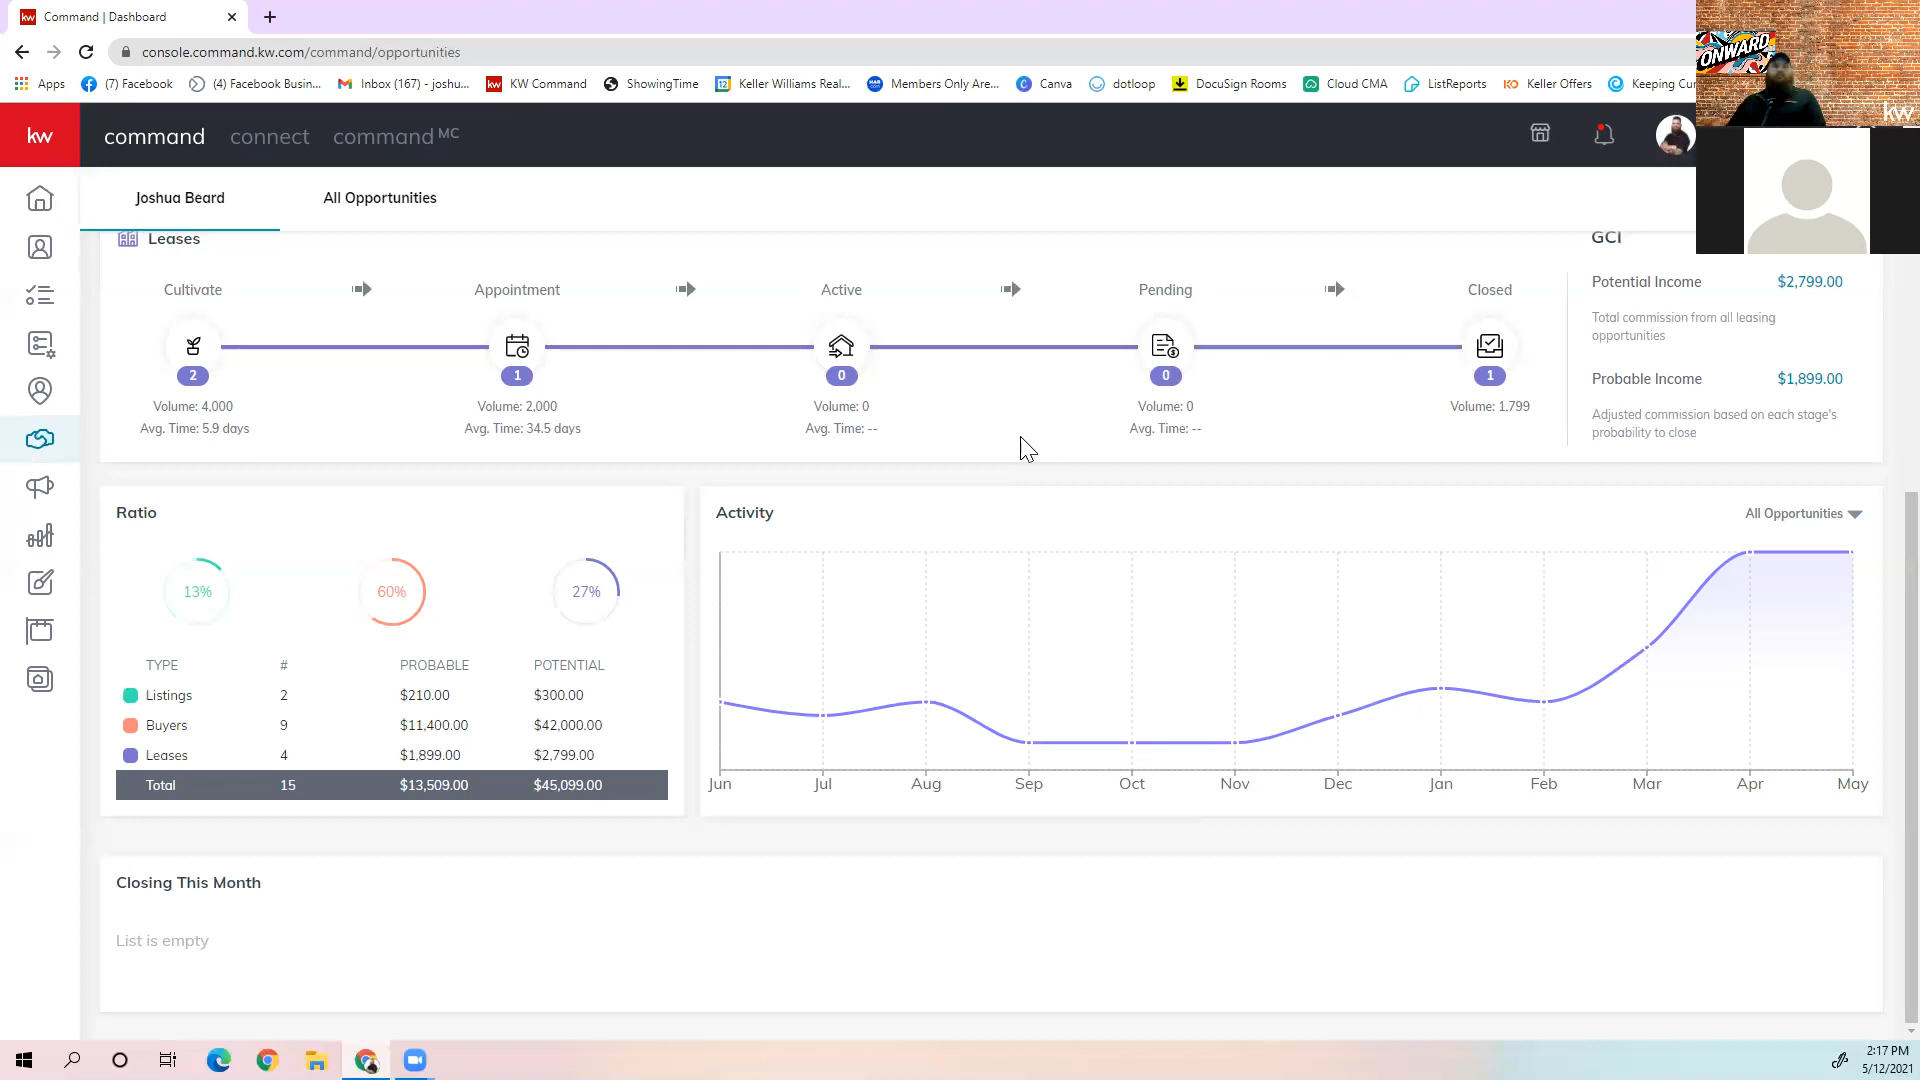 kw
Command | Dashboard
console.command.kw.com/command/opportunities
Apps
(7) Facebook
(4) Facebook Busin...
Inbox (167) - joshu...
KW Command
ShowingTime
Keller Williams Real...
Members Only Are...
Canva
dotloop
DocuSign Rooms
Cloud CMA
ListReports
Keller Offers
Keeping Cur
ONWARD
kw
kw
command
connect
command MC
Joshua Beard
All Opportunities
Leases
GCI
Cultivate
Appointment
Active
Pending
Closed
Potential Income
$2,799.00
Total commission from all leasing
opportunities
2
1
0
0
1
Probable Income
$1,899.00
Volume: 4,000
Volume: 2,000
Volume: 0
Volume: 0
Volume: 1,799
Avg. Time: 5.9 days
Avg. Time: 34.5 days
Avg. Time: --
Avg. Time: --
Adjusted commission based on each stage's
probability to close
Ratio
13%
60%
27%
TYPE # PROBABLE POTENTIAL
Listings 2 $210.00 $300.00
Buyers 9 $11,400.00 $42,000.00
Leases 4 $1,899.00 $2,799.00
Total 15 $13,509.00 $45,099.00
Activity
All Opportunities
Jun Jul Aug Sep Oct Nov Dec Jan Feb Mar Apr May
Closing This Month
List is empty
2:17 PM
5/12/2021